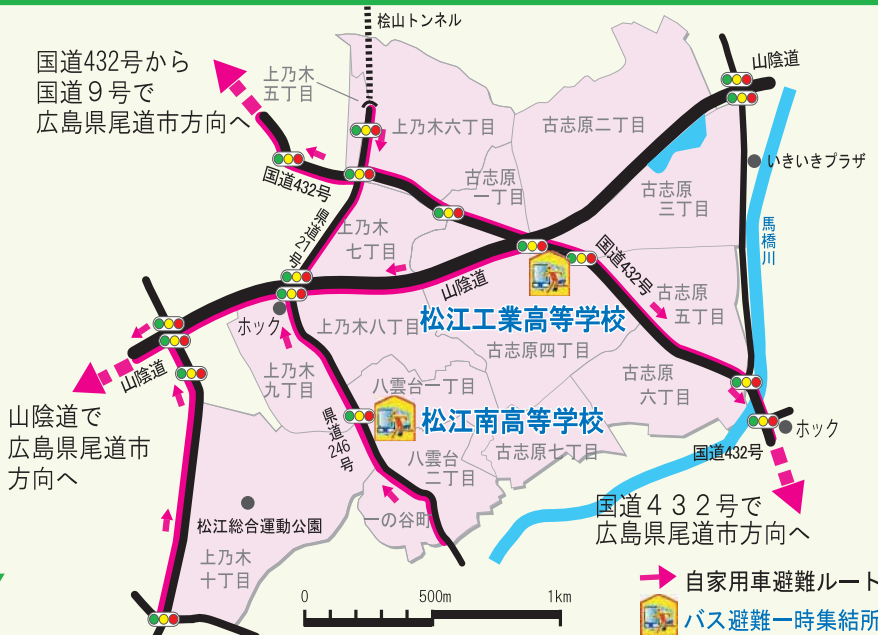 桧山トンネル
国道432号から
国道９号で
広島県尾道市方向へ
上乃木
五丁目
上乃木六丁目
古志原二丁目
山陰道
いきいきプラザ
国道432号
古志原
一丁目
古志原
三丁目
馬橋川
県道21号
上乃木
七丁目
山陰道
国道432号
古志原
五丁目
ホック
上乃木八丁目
松江工業高等学校
古志原四丁目
山陰道
上乃木
九丁目
八雲台一丁目
古志原
六丁目
山陰道で
広島県尾道市
方向へ
県道246号
松江南高等学校
ホック
八雲台
二丁目
古志原七丁目
国道432号
松江総合運動公園
一の谷町
国道４３２号で
広島県尾道市方向へ
上乃木
十丁目
0 500m 1km
自家用車避難ルート
バス避難一時集結所